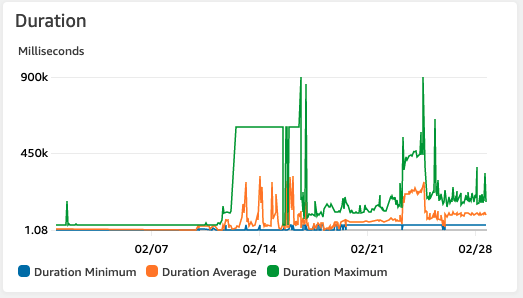 Duration
Milliseconds
900k
450k
1.08
02/07 02/14 02/21 02/28
Duration Minimum Duration Average Duration Maximum